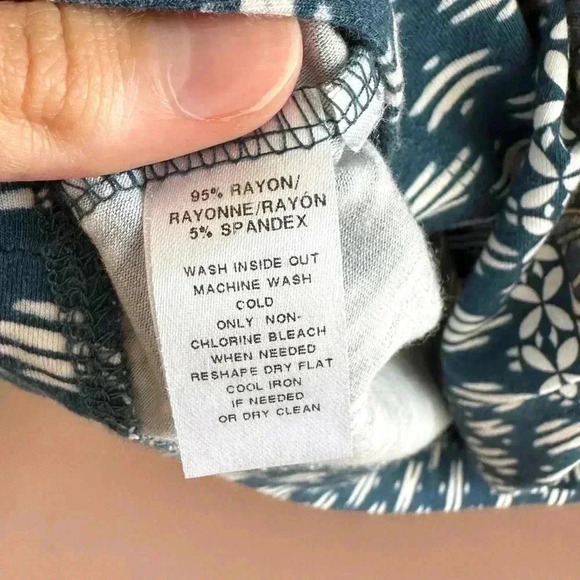 95% RAYON/
RAYONNE/RAYÓN
5% SPANDEX
WASH INSIDE OUT
MACHINE WASH
COLD
ONLY NON-
CHLORINE BLEACH
WHEN NEEDED
RESHAPE DRY FLAT
COOL IRON
IF NEEDED
OR DRY CLEAN